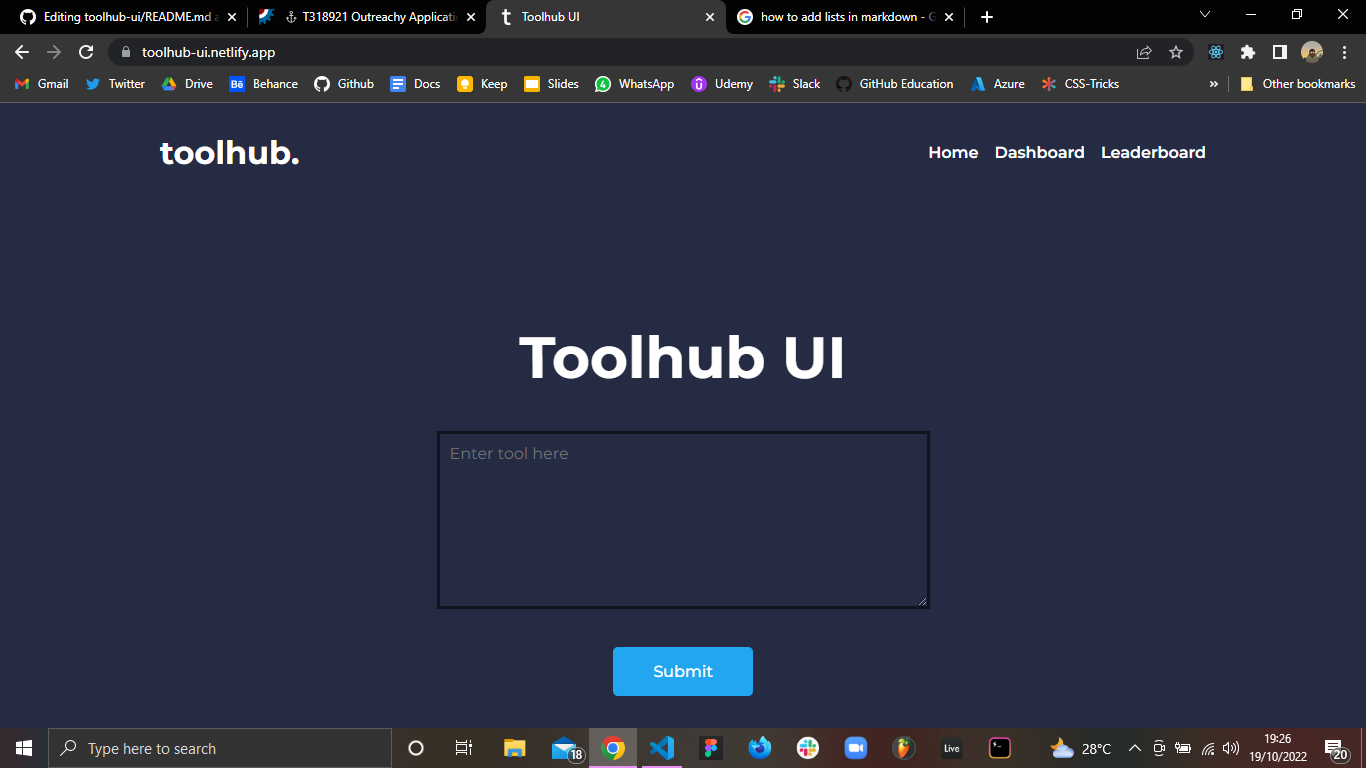 Editing toolhub-ui/README.md a
T318921 Outreachy Applicati
Toolhub UI
how to add lists in markdown - G
toolhub-ui.netlify.app
Gmail
Twitter
Drive
Bē Behance
Github
Docs
Keep
Slides
4 WhatsApp
Udemy
Slack
GitHub Education
Azure
CSS-Tricks
»
Other bookmarks
toolhub.
Home
Dashboard
Leaderboard
Toolhub UI
Enter tool here
Submit
Type here to search
18
Live
28°C
19:26
19/10/2022
20